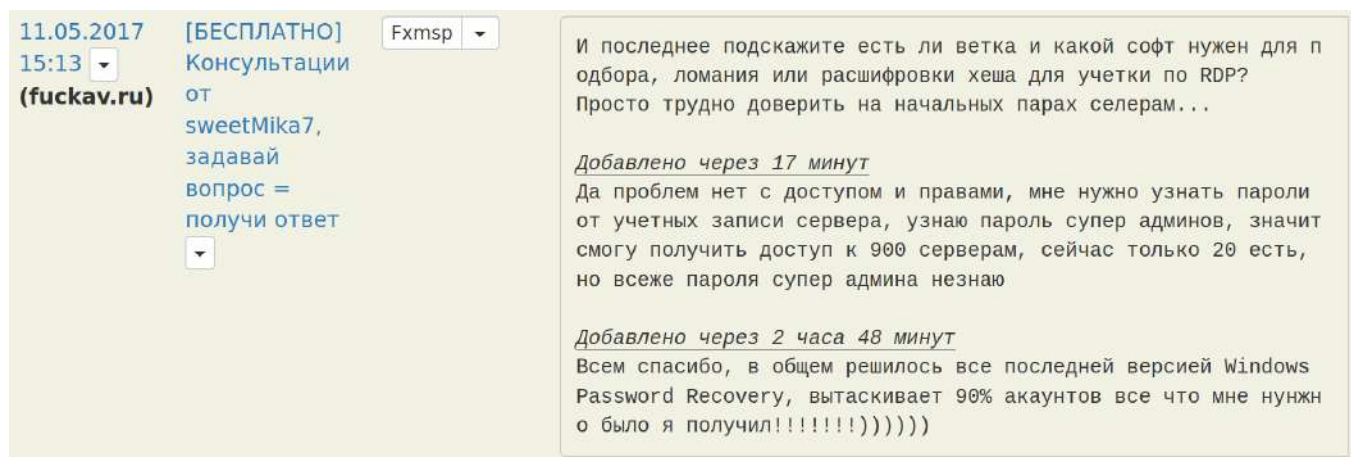 11.05.2017
15:13
(fuckav.ru)
[БЕСПЛАТНО]
Консультации
от
sweetMika7,
задавай
вопрос =
получи ответ
Fxmsp
И последнее подскажите есть ли ветка и какой софт нужен для п
одбора, ломания или расшифровки хеша для учетки по RDP?
Просто трудно доверить на начальных парах селерам...
Добавлено через 17 минут
Да проблем нет с доступом и правами, мне нужно узнать пароли
от учетных записи сервера, узнаю пароль супер админов, значит
смогу получить доступ к 900 серверам, сейчас только 20 есть,
но всеже пароля супер админа незнаю
Добавлено через 2 часа 48 минут
Всем спасибо, в общем решилось все последней версией Windows
Password Recovery, вытаскивает 90% акаунтов все что мне нунжн
о было я получил!!!!!!!))))))